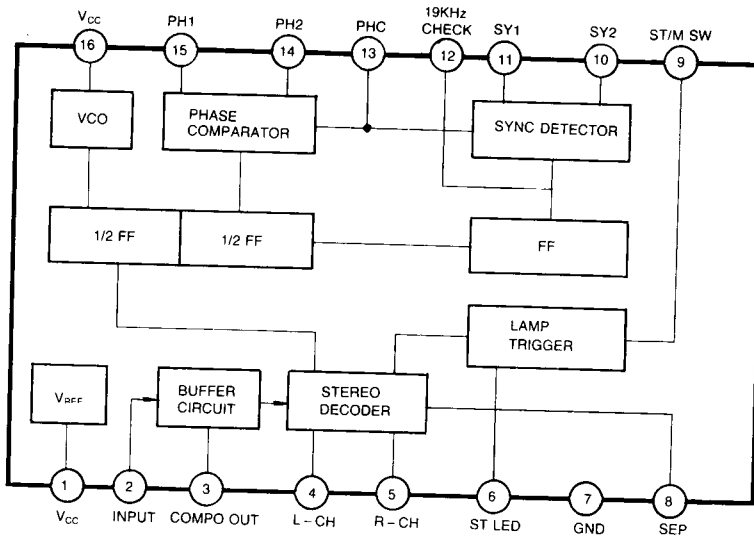 VCC PH1 PH2 PHC 19KHz CHECK SY1 SY2 ST/M SW
16 15 14 13 12 11 10 9
VCO
PHASE
COMPARATOR
SYNC DETECTOR
1/2 FF 1/2 FF FF
LAMP
TRIGGER
VREF
BUFFER
CIRCUIT
STEREO
DECODER
1 2 3 4 5 6 7 8
VCC INPUT COMPO OUT L-CH R-CH ST LED GND SEP